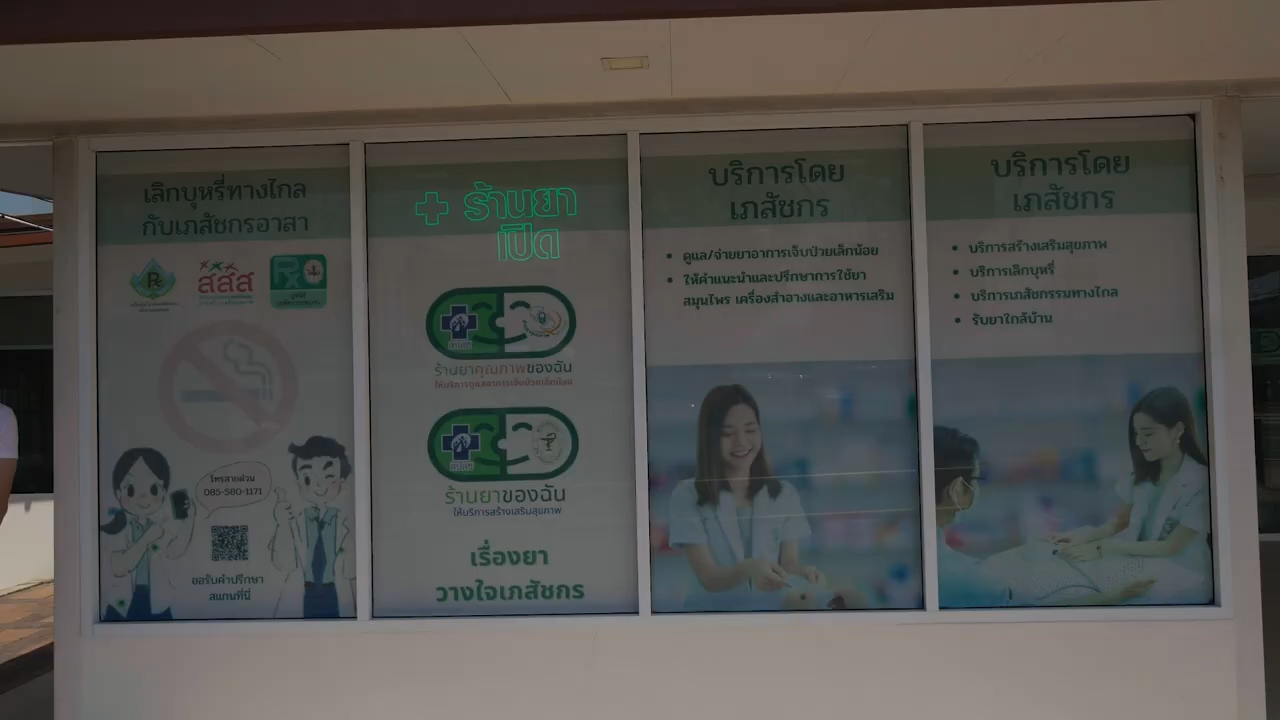 เลิกบุหรี่ทางไกล
กับเภสัชกรอาสา
สสส
โทรสายด่วน
085-560-1171
ขอรับคำปรึกษา
สแกนที่นี่
ร้านยา
เปิด
ร้านยาคุณภาพของฉัน
ให้บริการดูแลอาการเจ็บป่วยเล็กน้อย
ร้านยาของฉัน
ให้บริการสร้างเสริมสุขภาพ
เรื่องยา
วางใจเภสัชกร
บริการโดย
เภสัชกร
• ดูแล/จ่ายยาอาการเจ็บป่วยเล็กน้อย
• ให้คำแนะนำและปรึกษาการใช้ยา
สมุนไพร เครื่องสำอางและอาหารเสริม
บริการโดย
เภสัชกร
• บริการสร้างเสริมสุขภาพ
• บริการเลิกบุหรี่
• บริการเภสัชกรรมทางไกล
• รับยาใกล้บ้าน